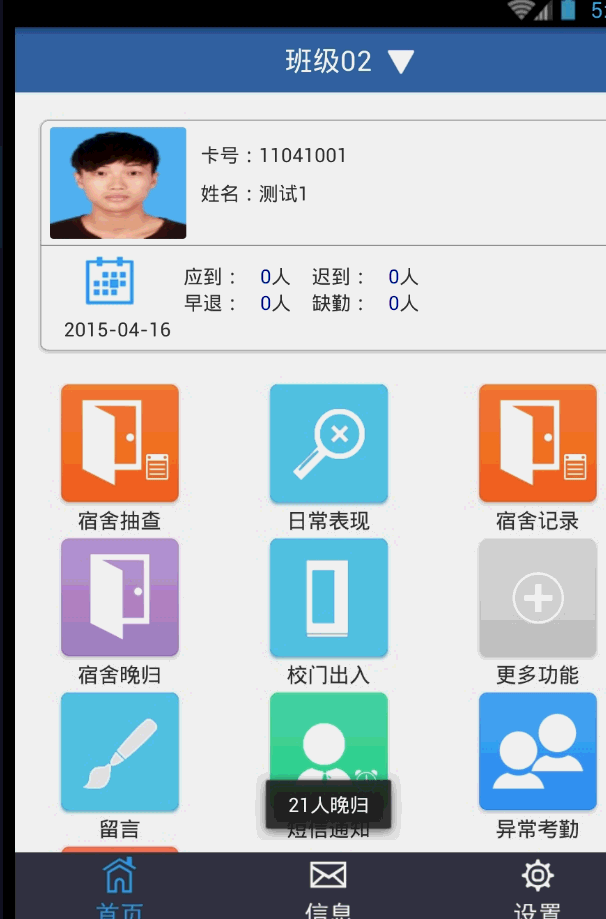 班级02
卡号：11041001
姓名：测试1
应到： 0人 迟到： 0人
早退： 0人 缺勤： 0人
2015-04-16
宿舍抽查 日常表现 宿舍记录
宿舍晚归 校门出入 更多功能
21人晚归
留言 短信通知 异常考勤
首页 信息 设置